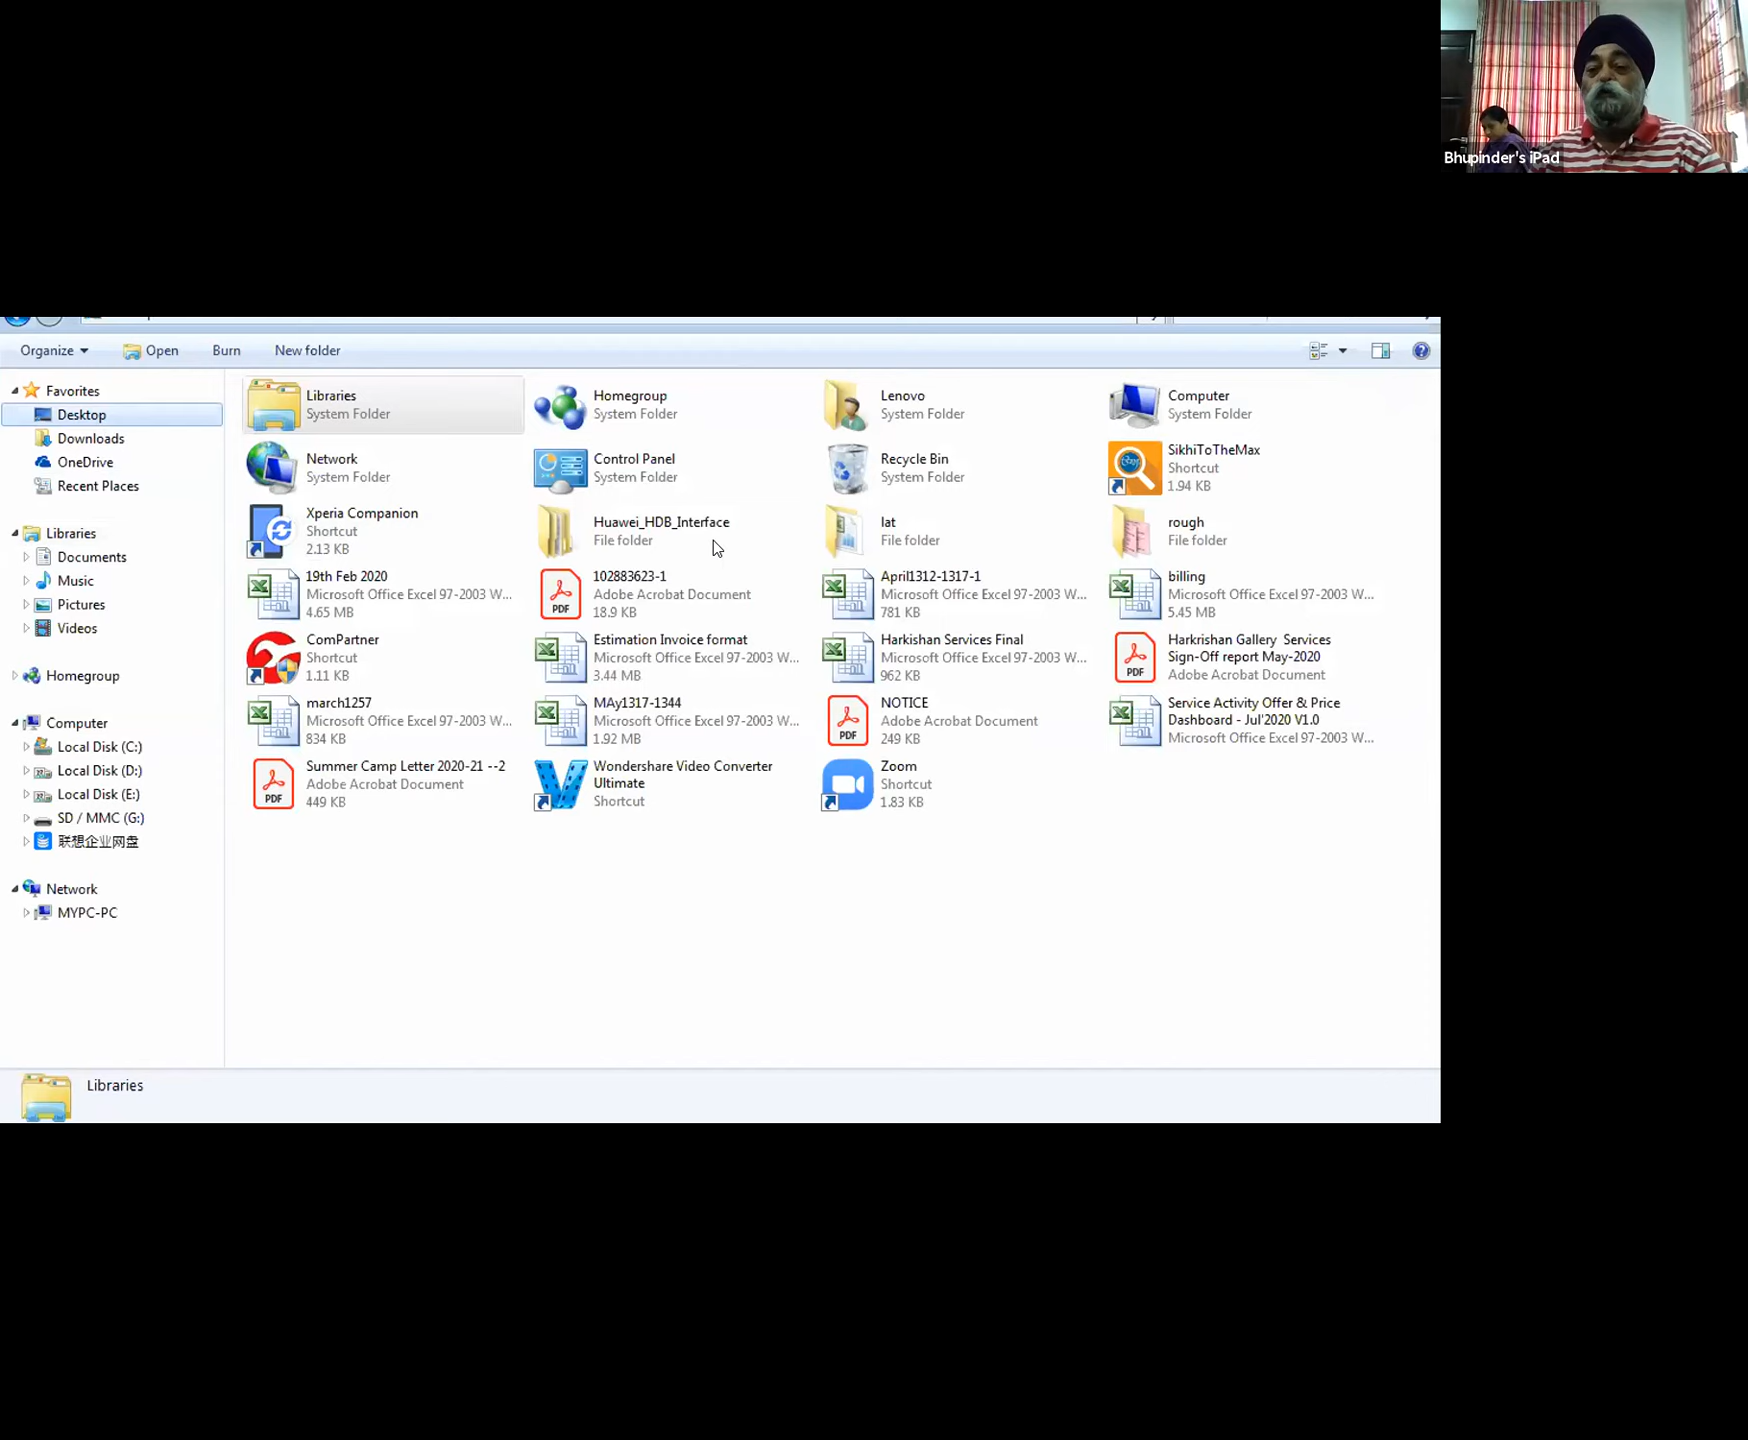 Bhupinder's iPad
Organize
Open
Burn
New folder
Favorites
Desktop
Downloads
OneDrive
Recent Places
Libraries
Documents
Music
Pictures
Videos
Homegroup
Computer
Local Disk (C:)
Local Disk (D:)
Local Disk (E:)
SD / MMC (G:)
联想企业网盘
Network
MYPC-PC
Libraries
System Folder
Homegroup
System Folder
Lenovo
System Folder
Computer
System Folder
Network
System Folder
Control Panel
System Folder
Recycle Bin
System Folder
SikhiToTheMax
Shortcut
1.94 KB
Xperia Companion
Shortcut
2.13 KB
Huawei_HDB_Interface
File folder
lat
File folder
rough
File folder
19th Feb 2020
Microsoft Office Excel 97-2003 W...
4.65 MB
PDF
102883623-1
Adobe Acrobat Document
18.9 KB
April1312-1317-1
Microsoft Office Excel 97-2003 W...
781 KB
billing
Microsoft Office Excel 97-2003 W...
5.45 MB
ComPartner
Shortcut
1.11 KB
Estimation Invoice format
Microsoft Office Excel 97-2003 W...
3.44 MB
Harkishan Services Final
Microsoft Office Excel 97-2003 W...
962 KB
PDF
Harkrishan Gallery Services
Sign-Off report May-2020
Adobe Acrobat Document
march1257
Microsoft Office Excel 97-2003 W...
834 KB
MAy1317-1344
Microsoft Office Excel 97-2003 W...
1.92 MB
PDF
NOTICE
Adobe Acrobat Document
249 KB
Service Activity Offer & Price
Dashboard - Jul'2020 V1.0
Microsoft Office Excel 97-2003 W...
PDF
Summer Camp Letter 2020-21 --2
Adobe Acrobat Document
449 KB
Wondershare Video Converter
Ultimate
Shortcut
Zoom
Shortcut
1.83 KB
Libraries